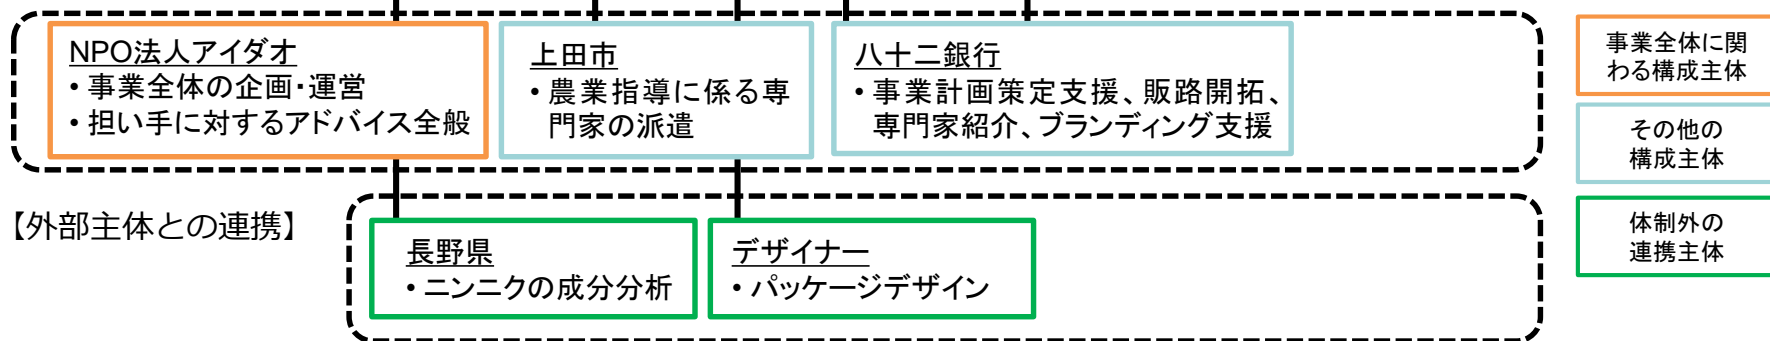 NPO法人アイダオ
・事業全体の企画・運営
・担い手に対するアドバイス全般
上田市
・農業指導に係る専
門家の派遣
八十二銀行
・事業計画策定支援、販路開拓、
専門家紹介、ブランディング支援
事業全体に関
わる構成主体
その他の
構成主体
体制外の
連携主体
【外部主体との連携】
長野県
・ニンニクの成分分析
デザイナー
・パッケージデザイン